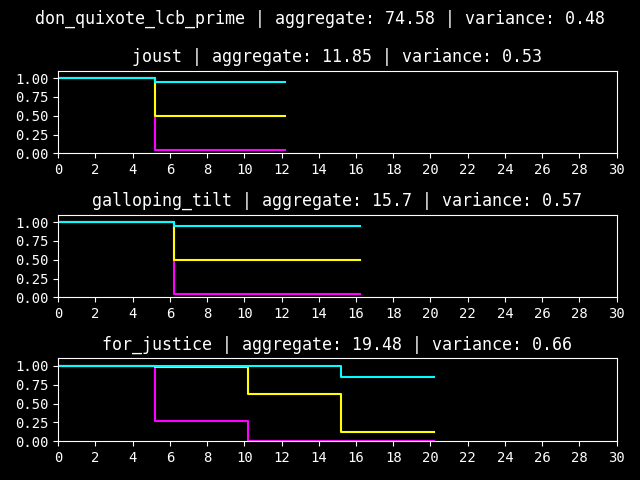 don_quixote_lcb_prime | aggregate: 74.58 | variance: 0.48
joust | aggregate: 11.85 | variance: 0.53
1.00
0.75
0.50
0.25
0.00
0 2 4 6 8 10 12 14 16 18 20 22 24 26 28 30
galloping_tilt | aggregate: 15.7 | variance: 0.57
1.00
0.75
0.50
0.25
0.00
0 2 4 6 8 10 12 14 16 18 20 22 24 26 28 30
for_justice | aggregate: 19.48 | variance: 0.66
1.00
0.75
0.50
0.25
0.00
0 2 4 6 8 10 12 14 16 18 20 22 24 26 28 30